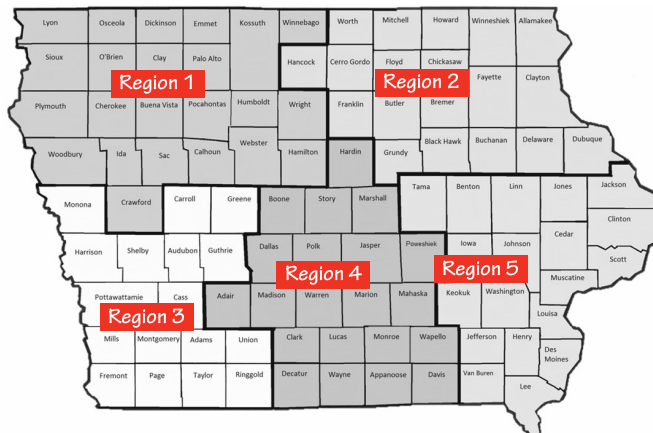 Lyon Osceola Dickinson Emmet Kossuth Winnebago Worth Mitchell Howard Winneshiek Allamakee
Sioux O'Brien Clay Palo Alto Hancock Cerro Gordo Floyd Chickasaw
Region 1 Region 2
Fayette Clayton
Plymouth Cherokee Buena Vista Pocahontas Humboldt Wright Franklin Butler Bremer
Woodbury Ida Sac Calhoun Webster Hamilton Hardin Grundy Black Hawk Buchanan Delaware Dubuque
Monona Crawford Carroll Greene Boone Story Marshall Tama Benton Linn Jones Jackson
Clinton
Harrison Shelby Audubon Guthrie Dallas Polk Jasper Poweshiek Iowa Johnson Cedar Scott
Region 4 Region 5
Muscatine
Pottawattamie Cass Adair Madison Warren Marion Mahaska Keokuk Washington Louisa
Region 3
Mills Montgomery Adams Union Clark Lucas Monroe Wapello Jefferson Henry Des Moines
Fremont Page Taylor Ringgold Decatur Wayne Appanoose Davis Van Buren Lee